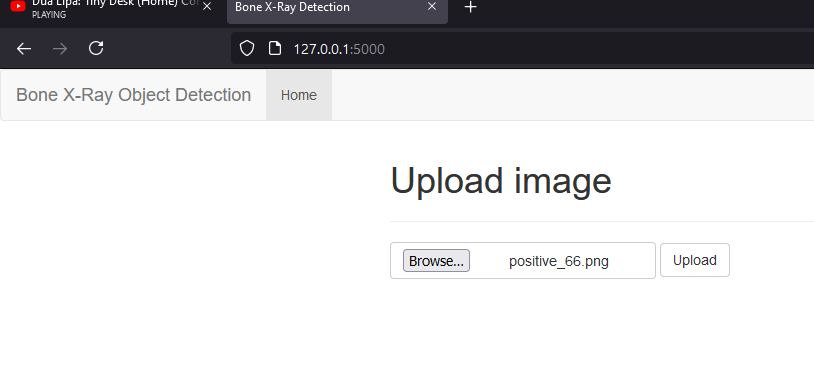 Dua Lipa: Tiny Desk (Home) Co
PLAYING
Bone X-Ray Detection
127.0.0.1:5000
Bone X-Ray Object Detection
Home
Upload image
Browse...
positive_66.png
Upload